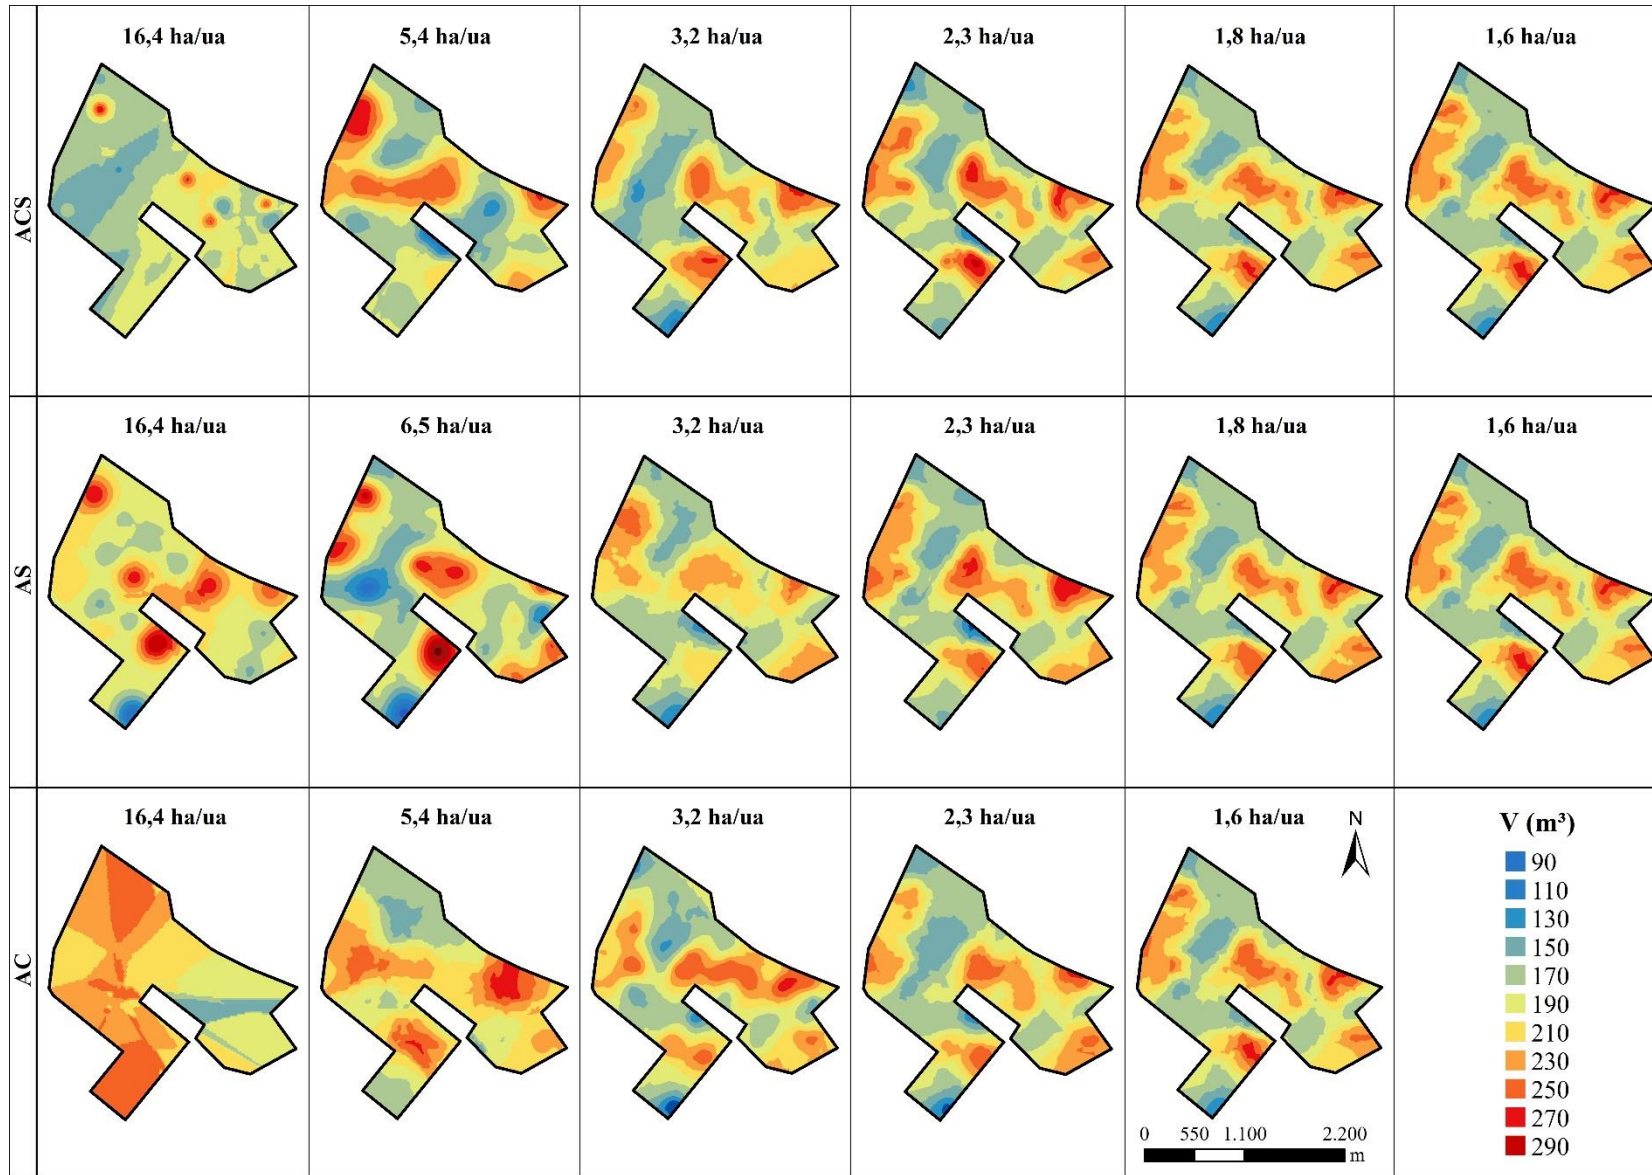 16,4 ha/ua
5,4 ha/ua
3,2 ha/ua
2,3 ha/ua
1,8 ha/ua
1,6 ha/ua
ACS
16,4 ha/ua
6,5 ha/ua
3,2 ha/ua
2,3 ha/ua
1,8 ha/ua
1,6 ha/ua
AS
16,4 ha/ua
5,4 ha/ua
3,2 ha/ua
2,3 ha/ua
1,6 ha/ua
AC
N
V (m³)
90
110
130
150
170
190
210
230
250
270
290
0 550 1.100 2.200
m